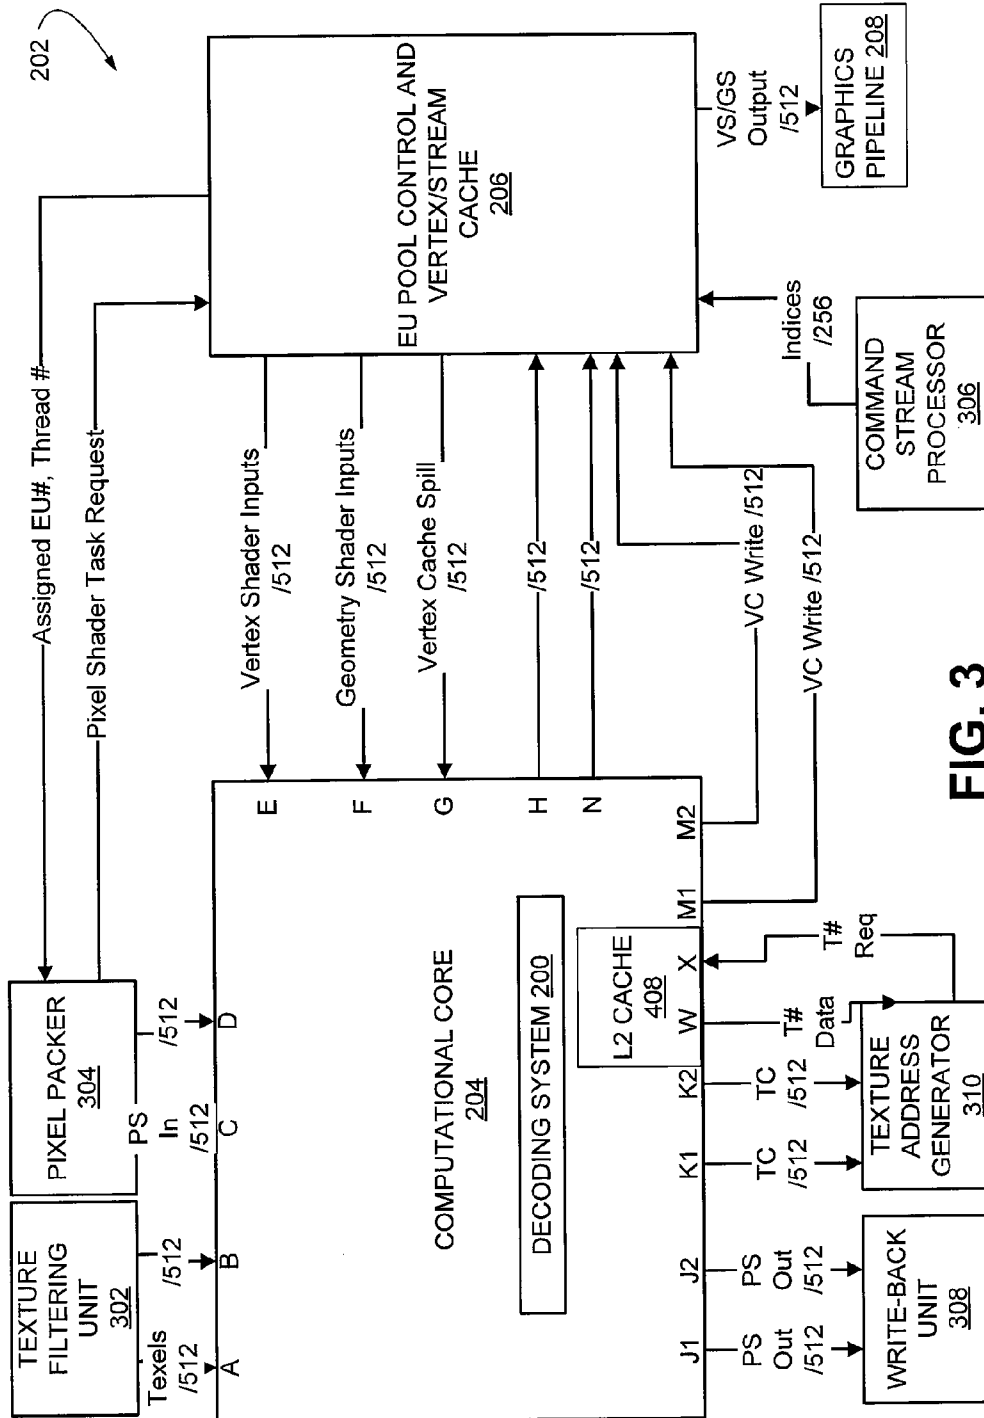 202
TEXTURE
FILTERING
UNIT
302
PIXEL PACKER
304
Assigned EU#, Thread #
Pixel Shader Task Request
Texels
/512
/512
PS
In
/512
/512
A
B
C
D
EU POOL CONTROL AND
VERTEX/STREAM
CACHE
206
Vertex Shader Inputs
/512
Geometry Shader Inputs
/512
Vertex Cache Spill
/512
/512
/512
E
F
G
H
N
COMPUTATIONAL CORE
204
DECODING SYSTEM 200
L2 CACHE
408
J1
J2
K1
K2
W
X
M1
M2
VC Write /512
VC Write /512
PS
Out
/512
PS
Out
/512
TC
/512
TC
/512
T#
Data
T#
Req
WRITE-BACK
UNIT
308
TEXTURE
ADDRESS
GENERATOR
310
Indices
/256
COMMAND
STREAM
PROCESSOR
306
VS/GS
Output
/512
GRAPHICS
PIPELINE 208
FIG. 3